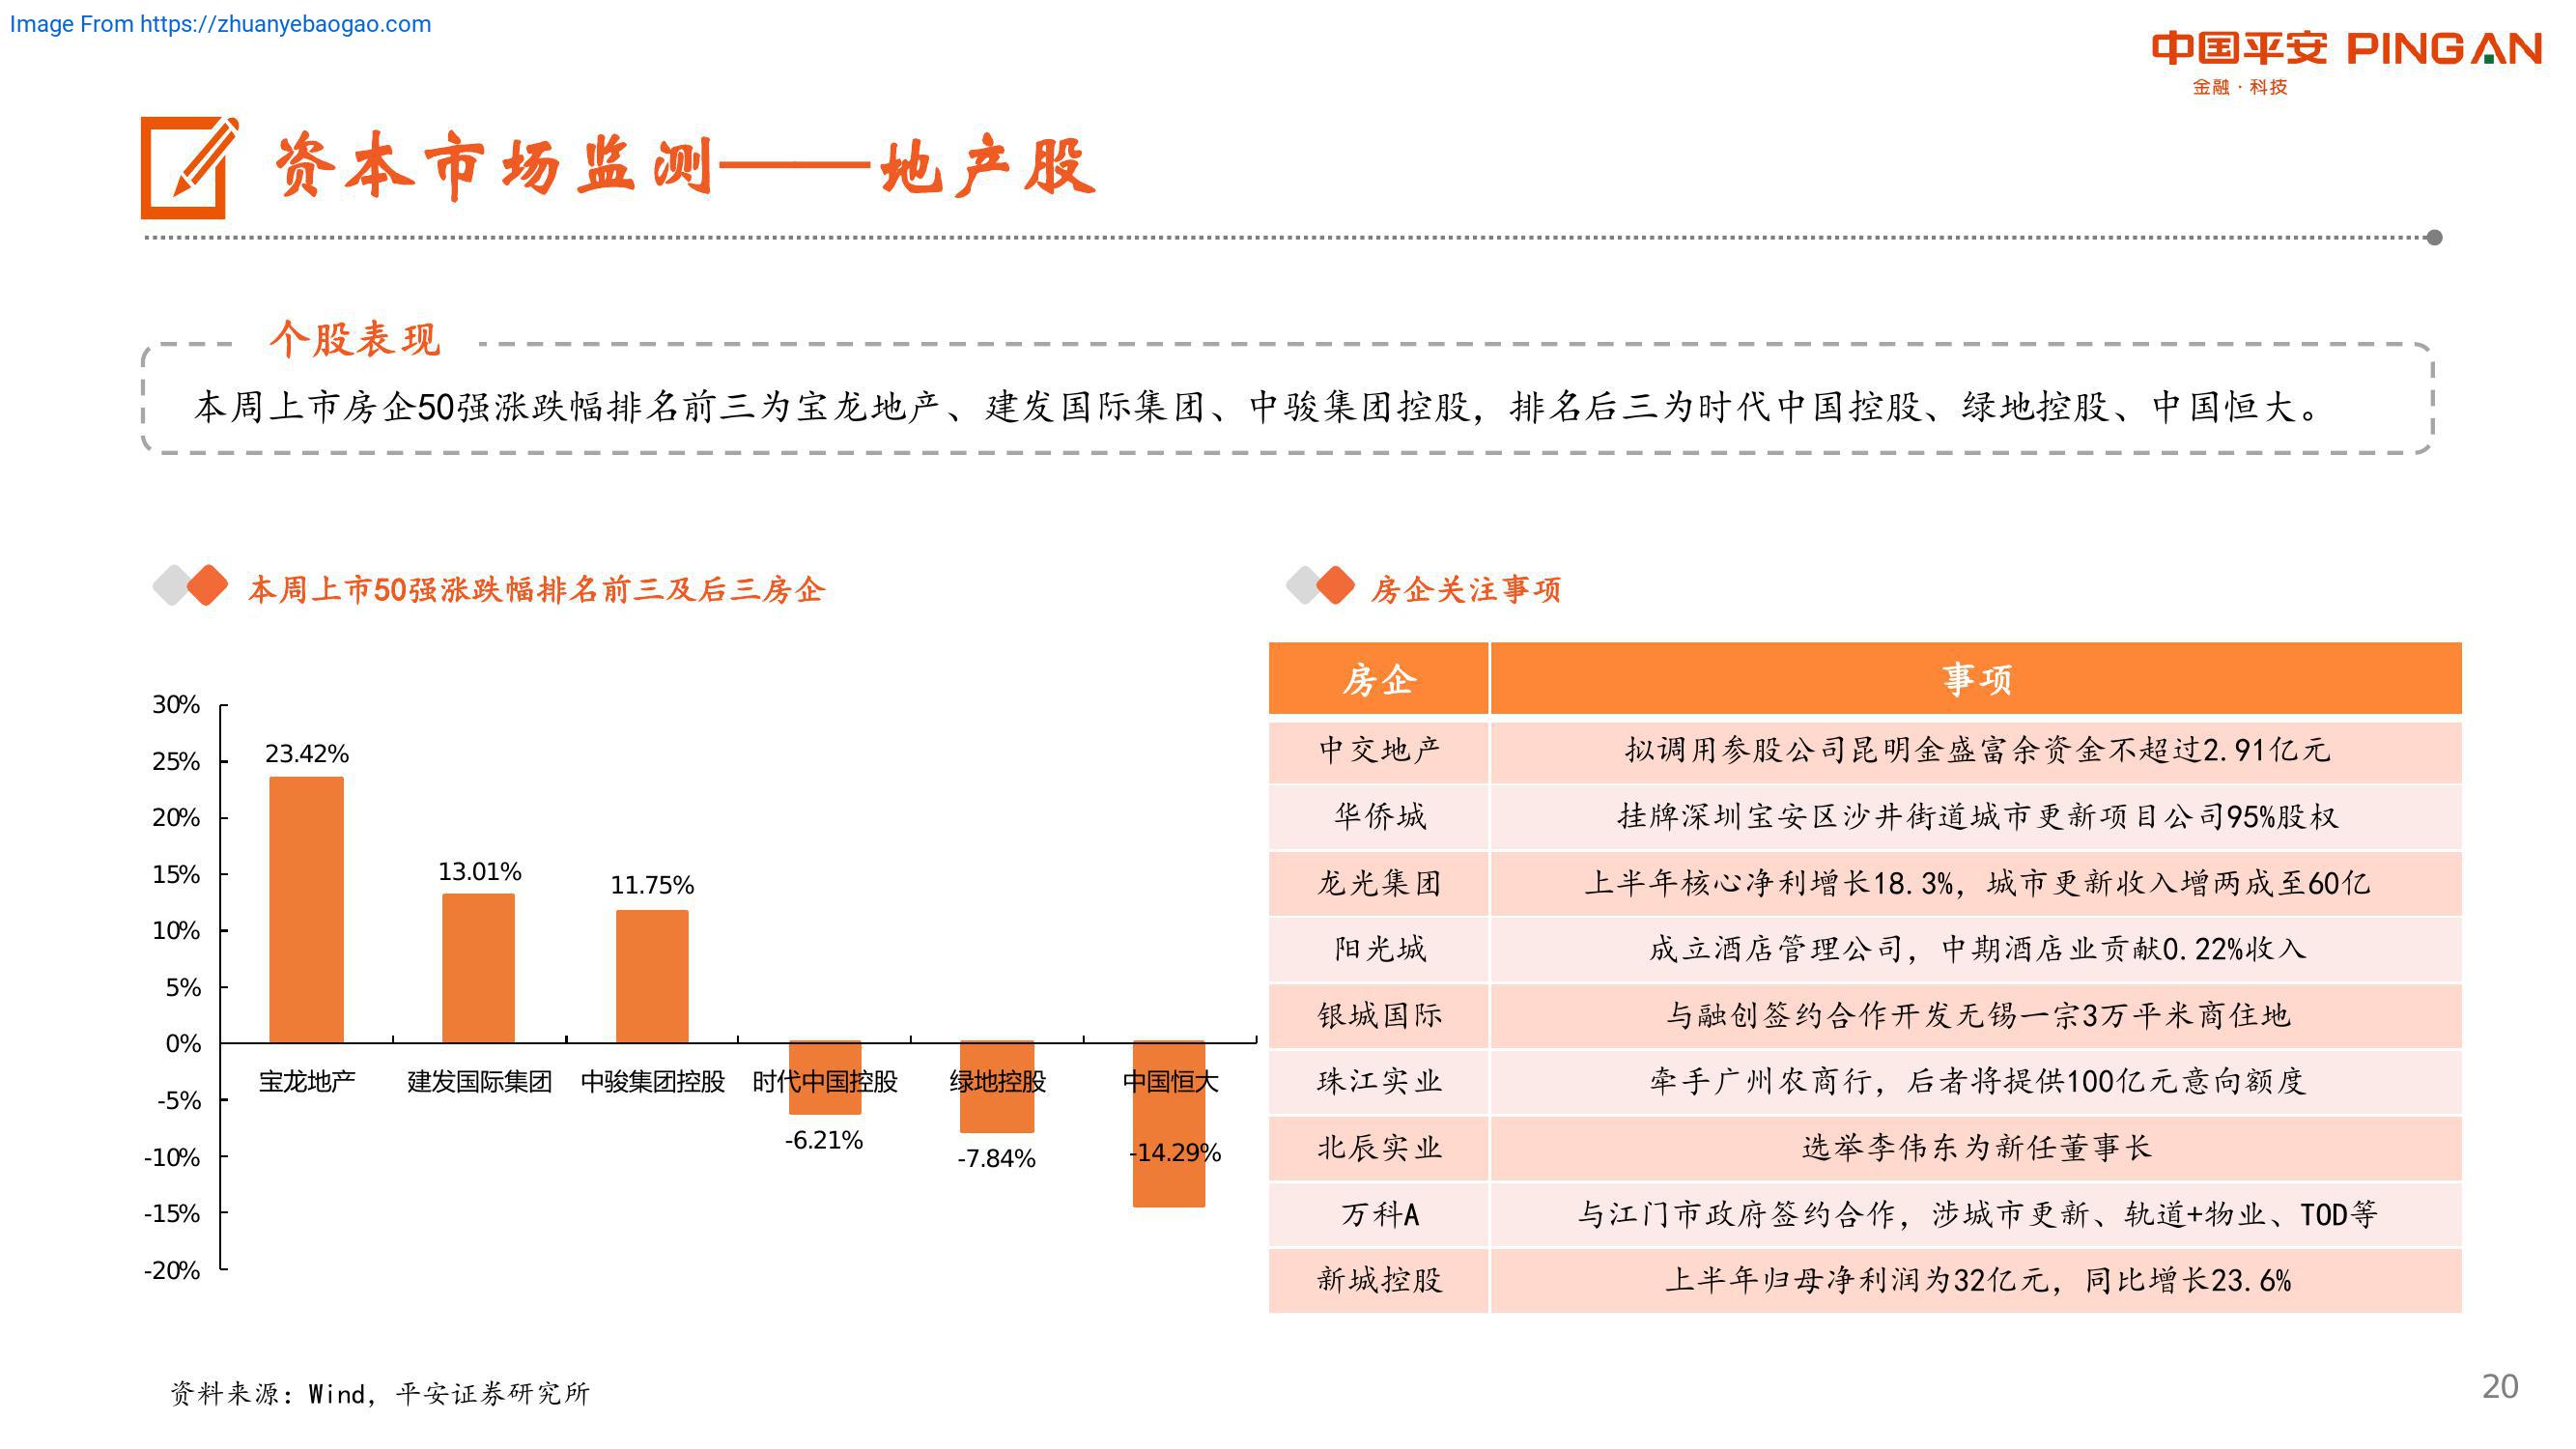 Image From https://zhuanyebaogao.com
中国平安 PINGAN
金融·科技
资本市场监测——地产股
个股表现
本周上市房企50强涨跌幅排名前三为宝龙地产、建发国际集团、中骏集团控股，排名后三为时代中国控股、绿地控股、中国恒大。
本周上市50强涨跌幅排名前三及后三房企
30%
25%
20%
15%
10%
5%
0%
-5%
-10%
-15%
-20%
23.42%
13.01%
11.75%
-6.21%
-7.84%
-14.29%
宝龙地产
建发国际集团
中骏集团控股
时代中国控股
绿地控股
中国恒大
房企关注事项
房企 事项
中交地产 拟调用参股公司昆明金盛富余资金不超过2.91亿元
华侨城 挂牌深圳宝安区沙井街道城市更新项目公司95%股权
龙光集团 上半年核心净利增长18.3%，城市更新收入增两成至60亿
阳光城 成立酒店管理公司，中期酒店业贡献0.22%收入
银城国际 与融创签约合作开发无锡一宗3万平米商住地
珠江实业 牵手广州农商行，后者将提供100亿元意向额度
北辰实业 选举李伟东为新任董事长
万科A 与江门市政府签约合作，涉城市更新、轨道+物业、TOD等
新城控股 上半年归母净利润为32亿元，同比增长23.6%
资料来源：Wind，平安证券研究所
20